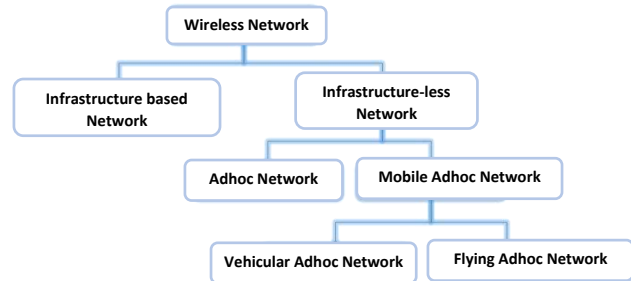 Wireless Network
Infrastructure based
Network
Infrastructure-less
Network
Adhoc Network
Mobile Adhoc Network
Vehicular Adhoc Network
Flying Adhoc Network